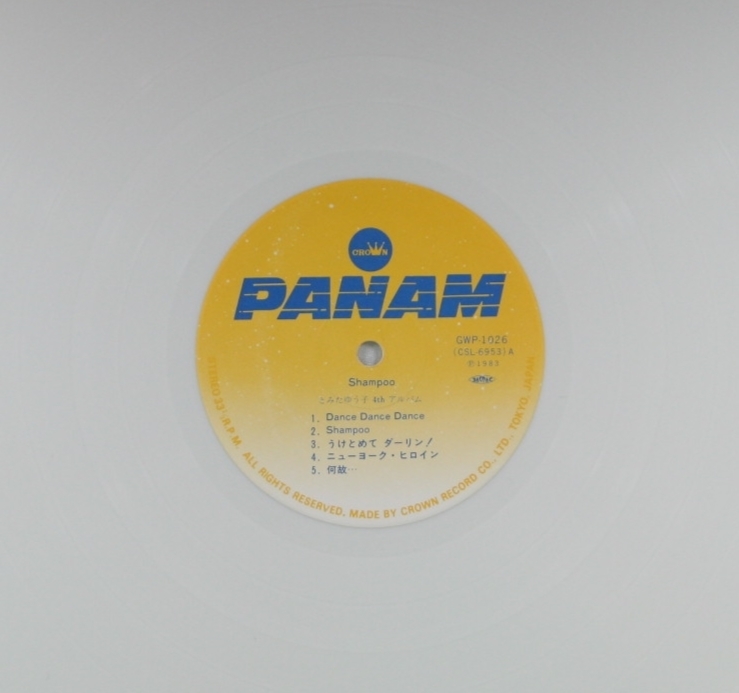 CROWN
PANAM
GWP-1026
(CSL-6953) A
Ⓟ1983
Shampoo
とみたゆう子 4th アルバム
1. Dance Dance Dance
2. Shampoo
3. うけとめて ダーリン!
4. ニューヨーク・ヒロイン
5. 何故…
STEREO 33⅓ R.P.M. ALL RIGHTS RESERVED. MADE BY CROWN RECORD CO., LTD., TOKYO, JAPAN